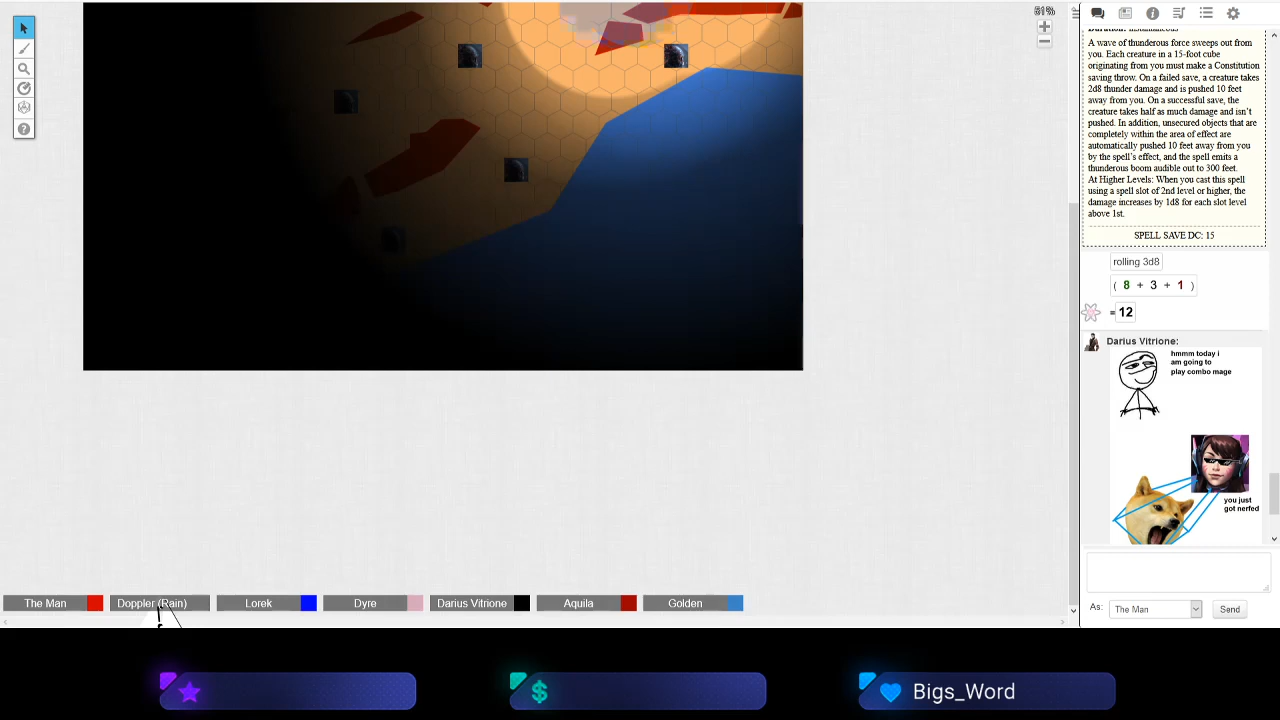 61%
Duration: Instantaneous
A wave of thunderous force sweeps out from
you. Each creature in a 15-foot cube
originating from you must make a Constitution
saving throw. On a failed save, a creature takes
2d8 thunder damage and is pushed 10 feet
away from you. On a successful save, the
creature takes half as much damage and isn't
pushed. In addition, unsecured objects that are
completely within the area of effect are
automatically pushed 10 feet away from you
by the spell's effect, and the spell emits a
thunderous boom audible out to 300 feet.
At Higher Levels: When you cast this spell
using a spell slot of 2nd level or higher, the
damage increases by 1d8 for each slot level
above 1st.
SPELL SAVE DC: 15
rolling 3d8
( 8 + 3 + 1 )
= 12
Darius Vitrione:
hmmm today i
am going to
play combo mage
you just
got nerfed
The Man
Doppler (Rain)
Lorek
Dyre
Darius Vitrione
Aquila
Golden
As: The Man
Send
$
Bigs_Word